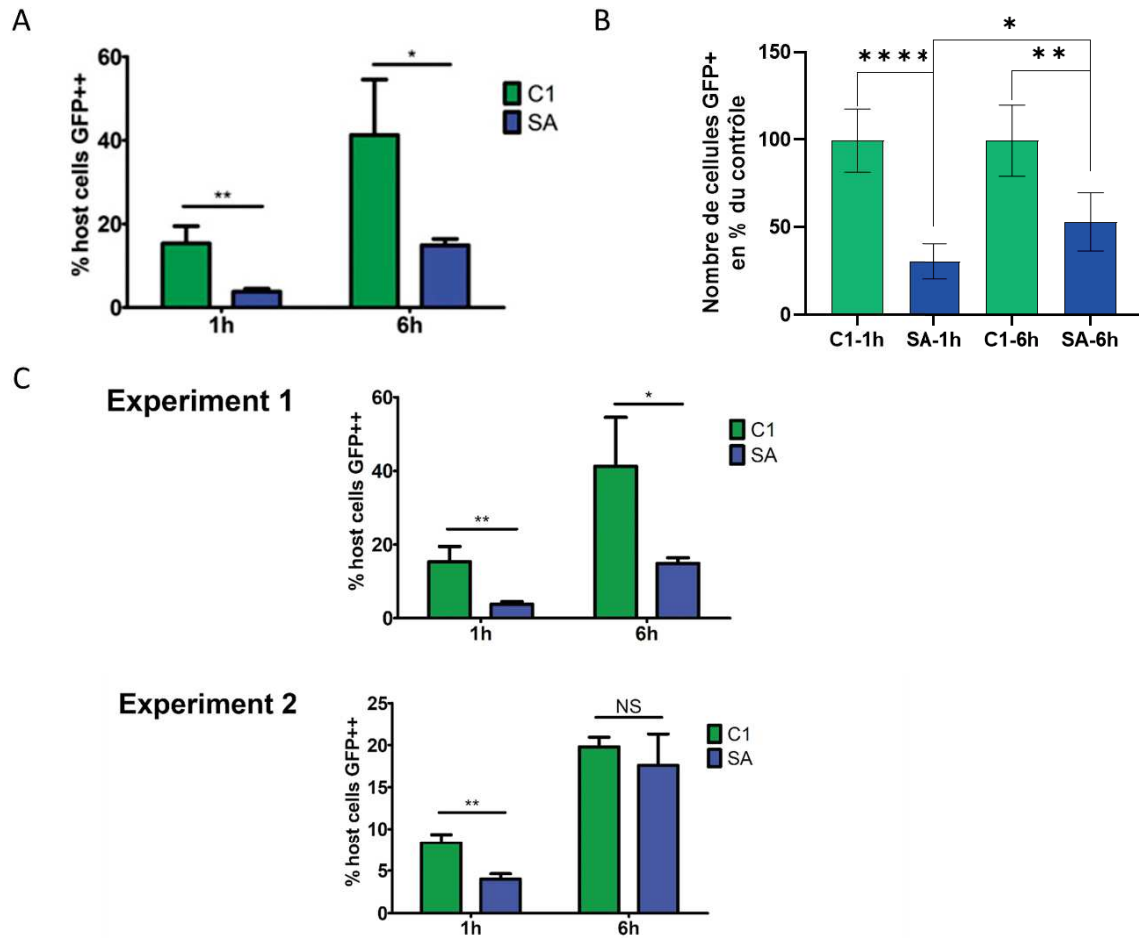 A
60
40
20
0
% host cells GFP++
**
*
C1
SA
1h
6h
B
Nombre de cellules GFP+
en % du contrôle
150
100
50
0
****
*
**
C1-1h
SA-1h
C1-6h
SA-6h
C
Experiment 1
60
40
20
0
% host cells GFP++
**
*
C1
SA
1h
6h
Experiment 2
25
20
15
10
5
0
% host cells GFP++
**
NS
C1
SA
1h
6h